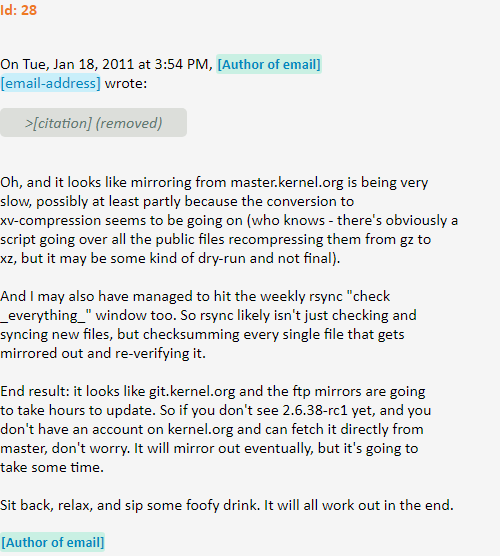 Id: 28
On Tue, Jan 18, 2011 at 3:54 PM, [Author of email]
[email-address] wrote:
>[citation] (removed)
Oh, and it looks like mirroring from master.kernel.org is being very
slow, possibly at least partly because the conversion to
xv-compression seems to be going on (who knows - there's obviously a
script going over all the public files recompressing them from gz to
xz, but it may be some kind of dry-run and not final).
And I may also have managed to hit the weekly rsync "check
_everything_" window too. So rsync likely isn't just checking and
syncing new files, but checksumming every single file that gets
mirrored out and re-verifying it.
End result: it looks like git.kernel.org and the ftp mirrors are going
to take hours to update. So if you don't see 2.6.38-rc1 yet, and you
don't have an account on kernel.org and can fetch it directly from
master, don't worry. It will mirror out eventually, but it's going to
take some time.
Sit back, relax, and sip some foofy drink. It will all work out in the end.
[Author of email]